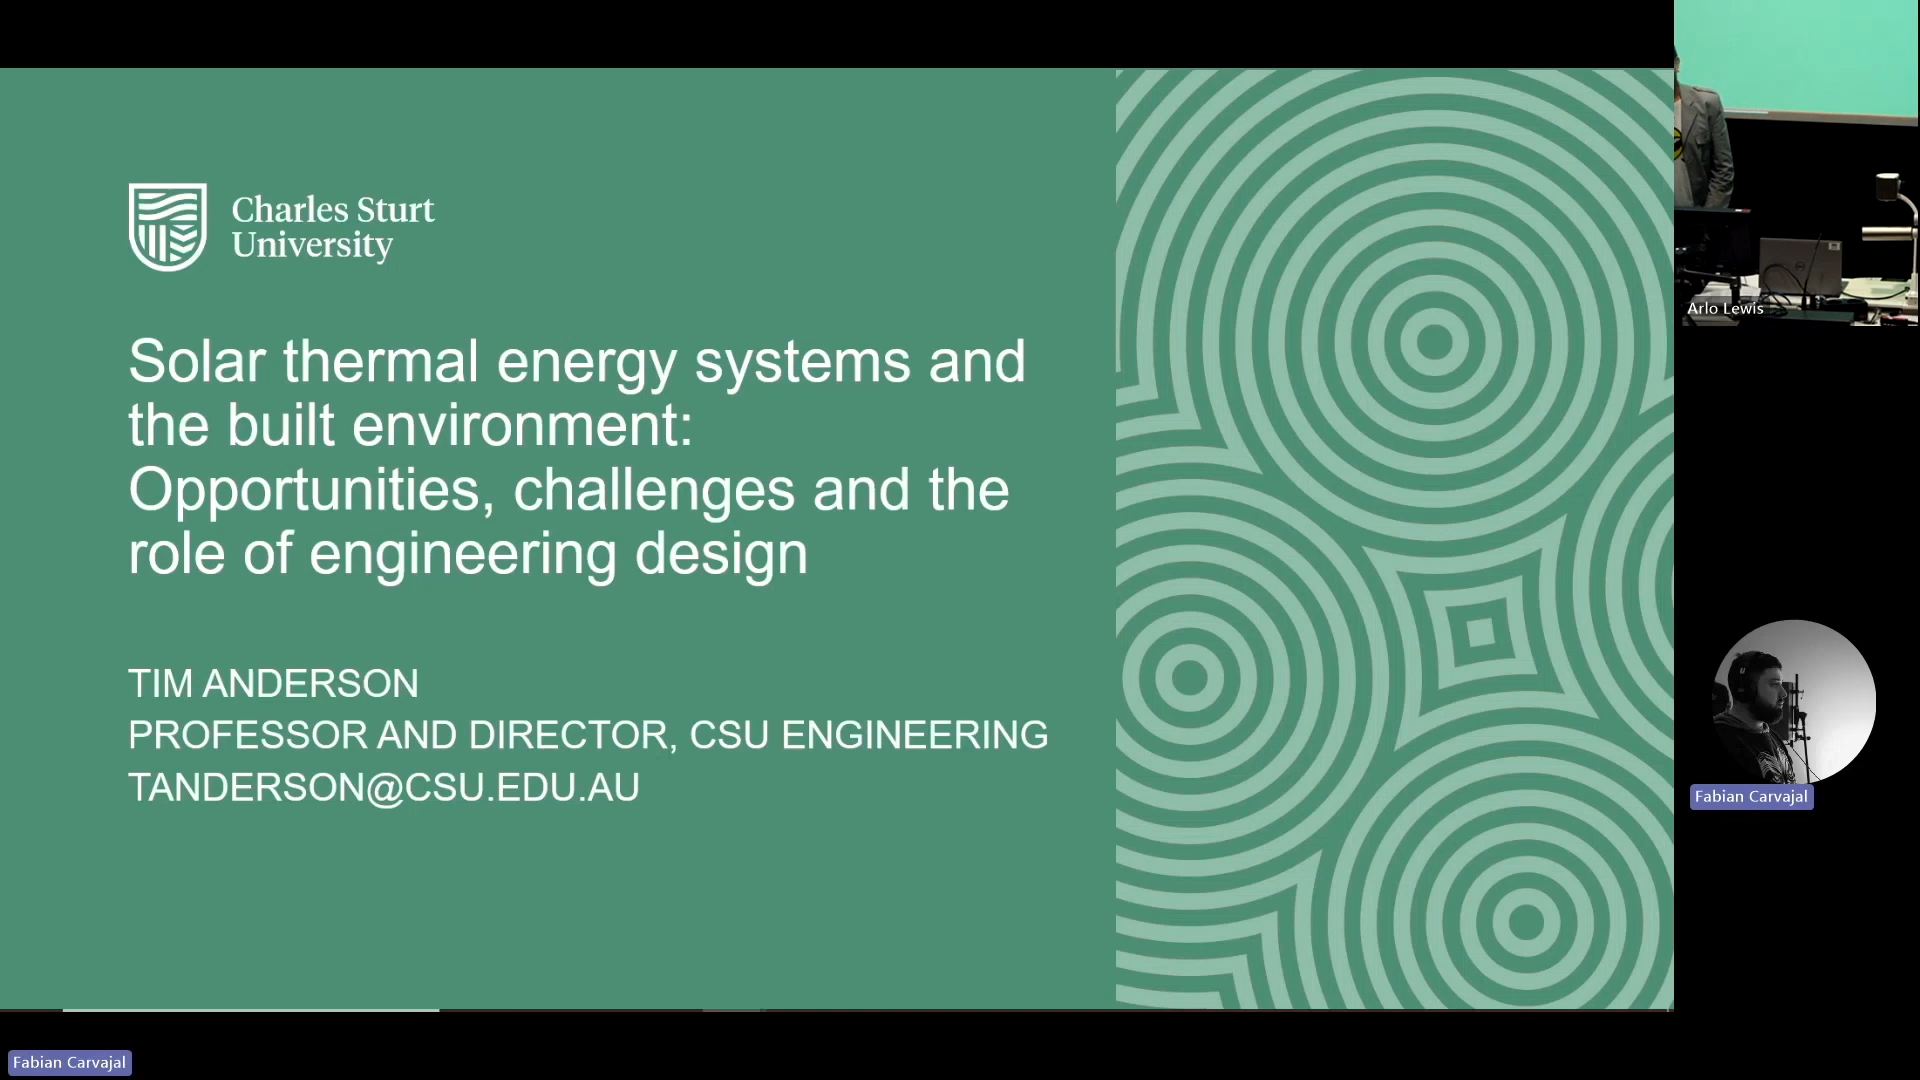 Charles Sturt
University
Solar thermal energy systems and
the built environment:
Opportunities, challenges and the
role of engineering design
TIM ANDERSON
PROFESSOR AND DIRECTOR, CSU ENGINEERING
TANDERSON@CSU.EDU.AU
Arlo Lewis
Fabian Carvajal
Fabian Carvajal